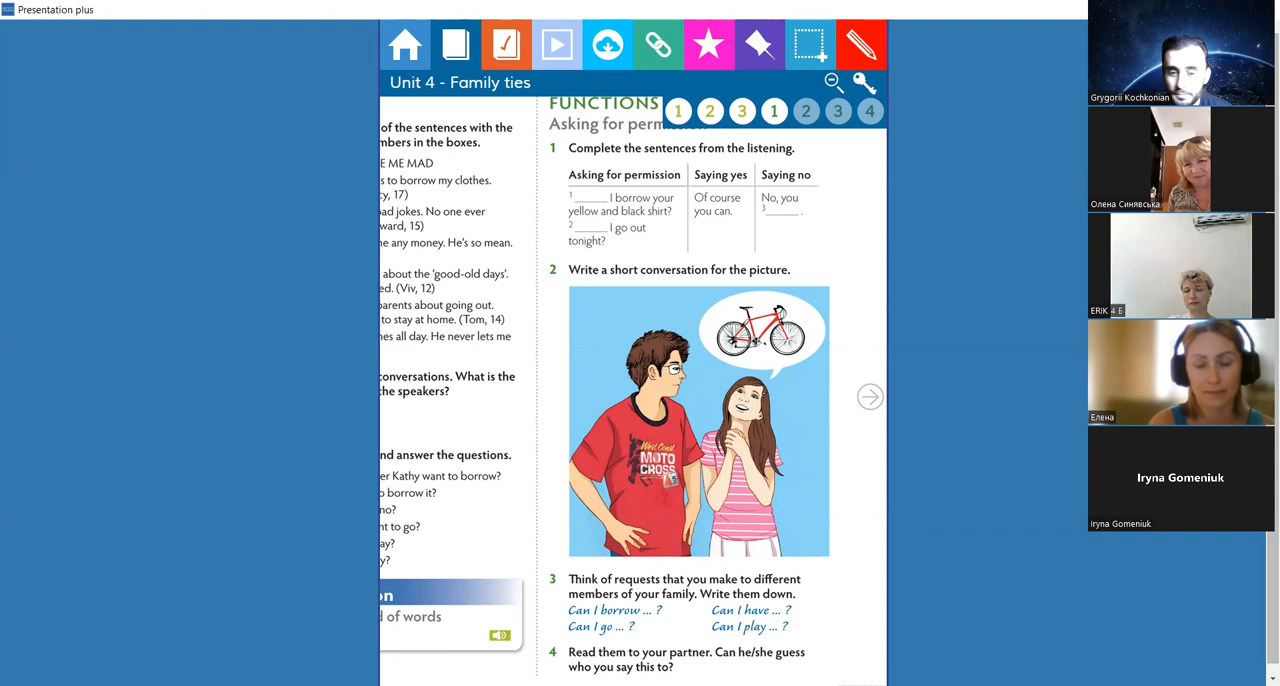 Presentation plus
Unit 4 - Family ties
of the sentences with the
mbers in the boxes.
E ME MAD
s to borrow my clothes.
cy, 17)
ad jokes. No one ever
ward, 15)
ne any money. He's so mean.
about the 'good-old days'.
ed. (Viv, 12)
parents about going out.
to stay at home. (Tom, 14)
nes all day. He never lets me
conversations. What is the
the speakers?
nd answer the questions.
er Kathy want to borrow?
o borrow it?
no?
nt to go?
ay?
y?
on
d of words
FUNCTIONS
1 2 3 1 2 3 4
Asking for perm
1 Complete the sentences from the listening.
Asking for permission Saying yes Saying no
1 _____ I borrow your
yellow and black shirt?
2 _____ I go out
tonight?
Of course
you can.
No, you
3 _____ .
2 Write a short conversation for the picture.
West Coast
MOTO
CROSS
3 Think of requests that you make to different
members of your family. Write them down.
Can I borrow ... ? Can I have ... ?
Can I go ... ? Can I play ... ?
4 Read them to your partner. Can he/she guess
who you say this to?
Grygorii Kochkonian
Олена Синявська
ERIK 4 Б
Елена
Iryna Gomeniuk
Iryna Gomeniuk